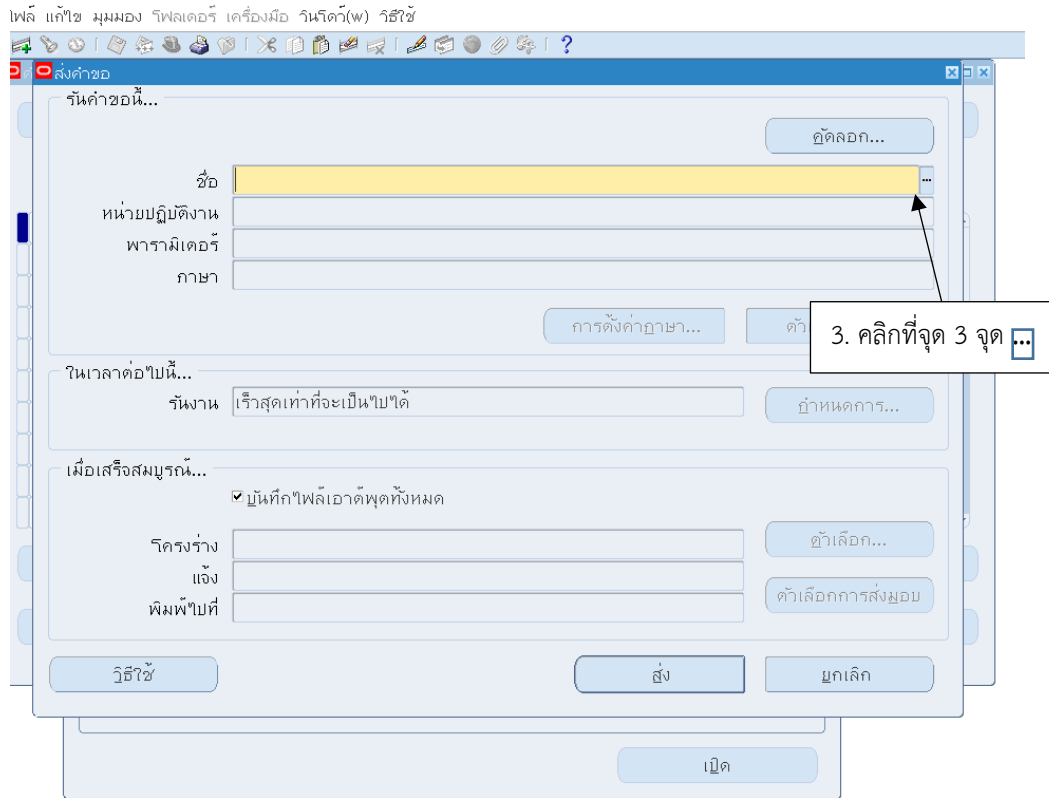 ไฟล์ แก้ไข มุมมอง โฟลเดอร์ เครื่องมือ วินโดว์(w) วิธีใช้
ส่งคำขอ
รันคำขอนี้...
คัดลอก...
ชื่อ
หน่วยปฏิบัติงาน
พารามิเตอร์
ภาษา
การตั้งค่าภาษา...
ตัว
3. คลิกที่จุด 3 จุด ...
ในเวลาต่อไปนี้...
รันงาน เร็วสุดเท่าที่จะเป็นไปได้
กำหนดการ...
เมื่อเสร็จสมบูรณ์...
บันทึกไฟล์เอาต์พุตทั้งหมด
โครงร่าง
ตัวเลือก...
แจ้ง
พิมพ์ไปที่
ตัวเลือกการส่งมอบ
วิธีใช้
ส่ง
ยกเลิก
เปิด